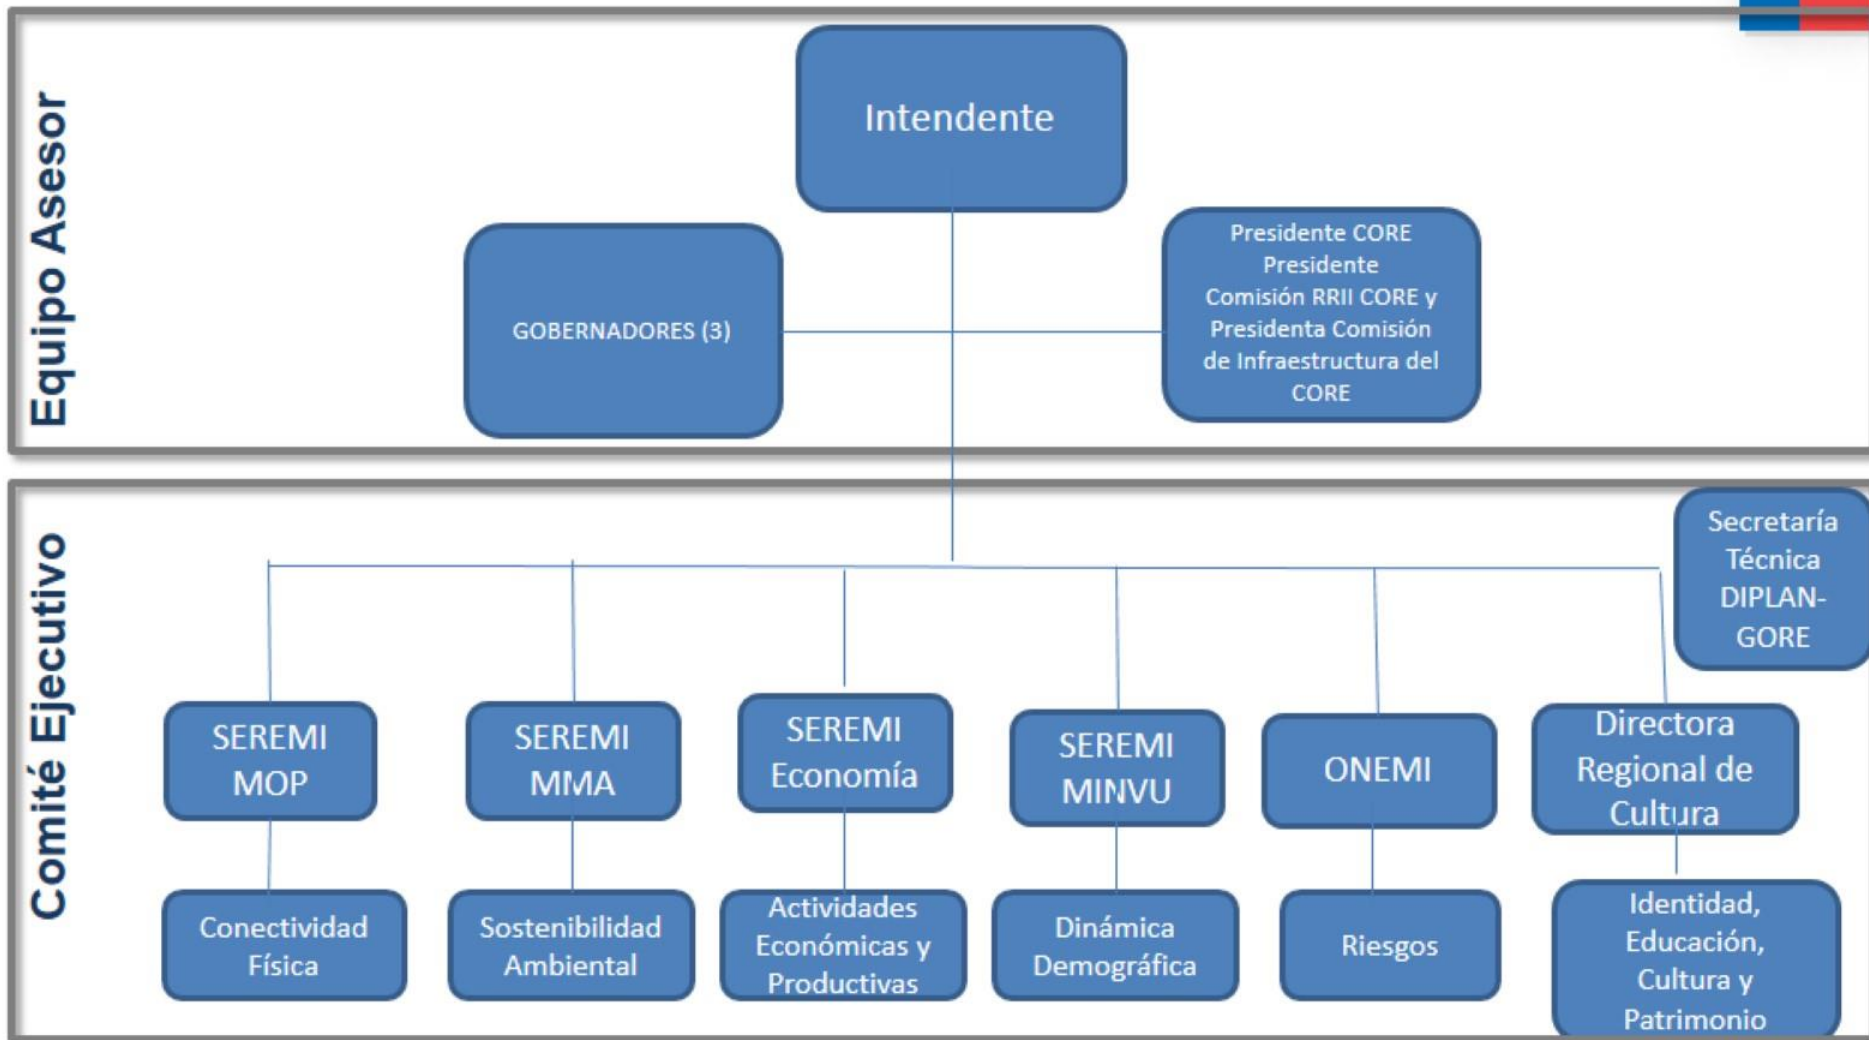 Equipo Asesor
Intendente
GOBERNADORES (3)
Presidente CORE
Presidente
Comisión RRII CORE y
Presidenta Comisión
de Infraestructura del
CORE
Comité Ejecutivo
Secretaría
Técnica
DIPLAN-
GORE
SEREMI
MOP
SEREMI
MMA
SEREMI
Economía
SEREMI
MINVU
ONEMI
Directora
Regional de
Cultura
Conectividad
Física
Sostenibilidad
Ambiental
Actividades
Económicas y
Productivas
Dinámica
Demográfica
Riesgos
Identidad,
Educación,
Cultura y
Patrimonio